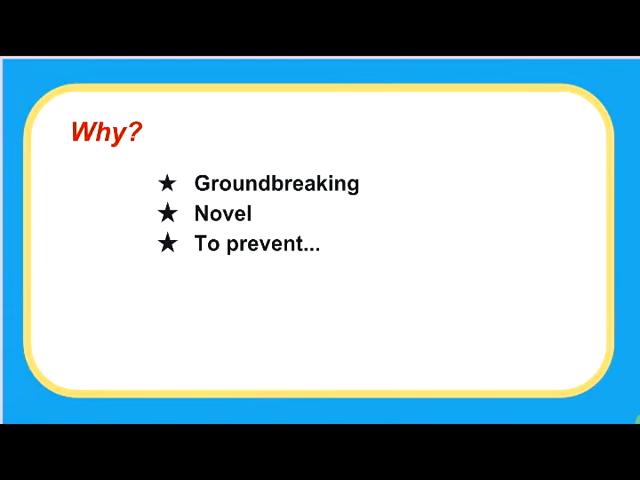 Why?
★ Groundbreaking
★ Novel
★ To prevent...